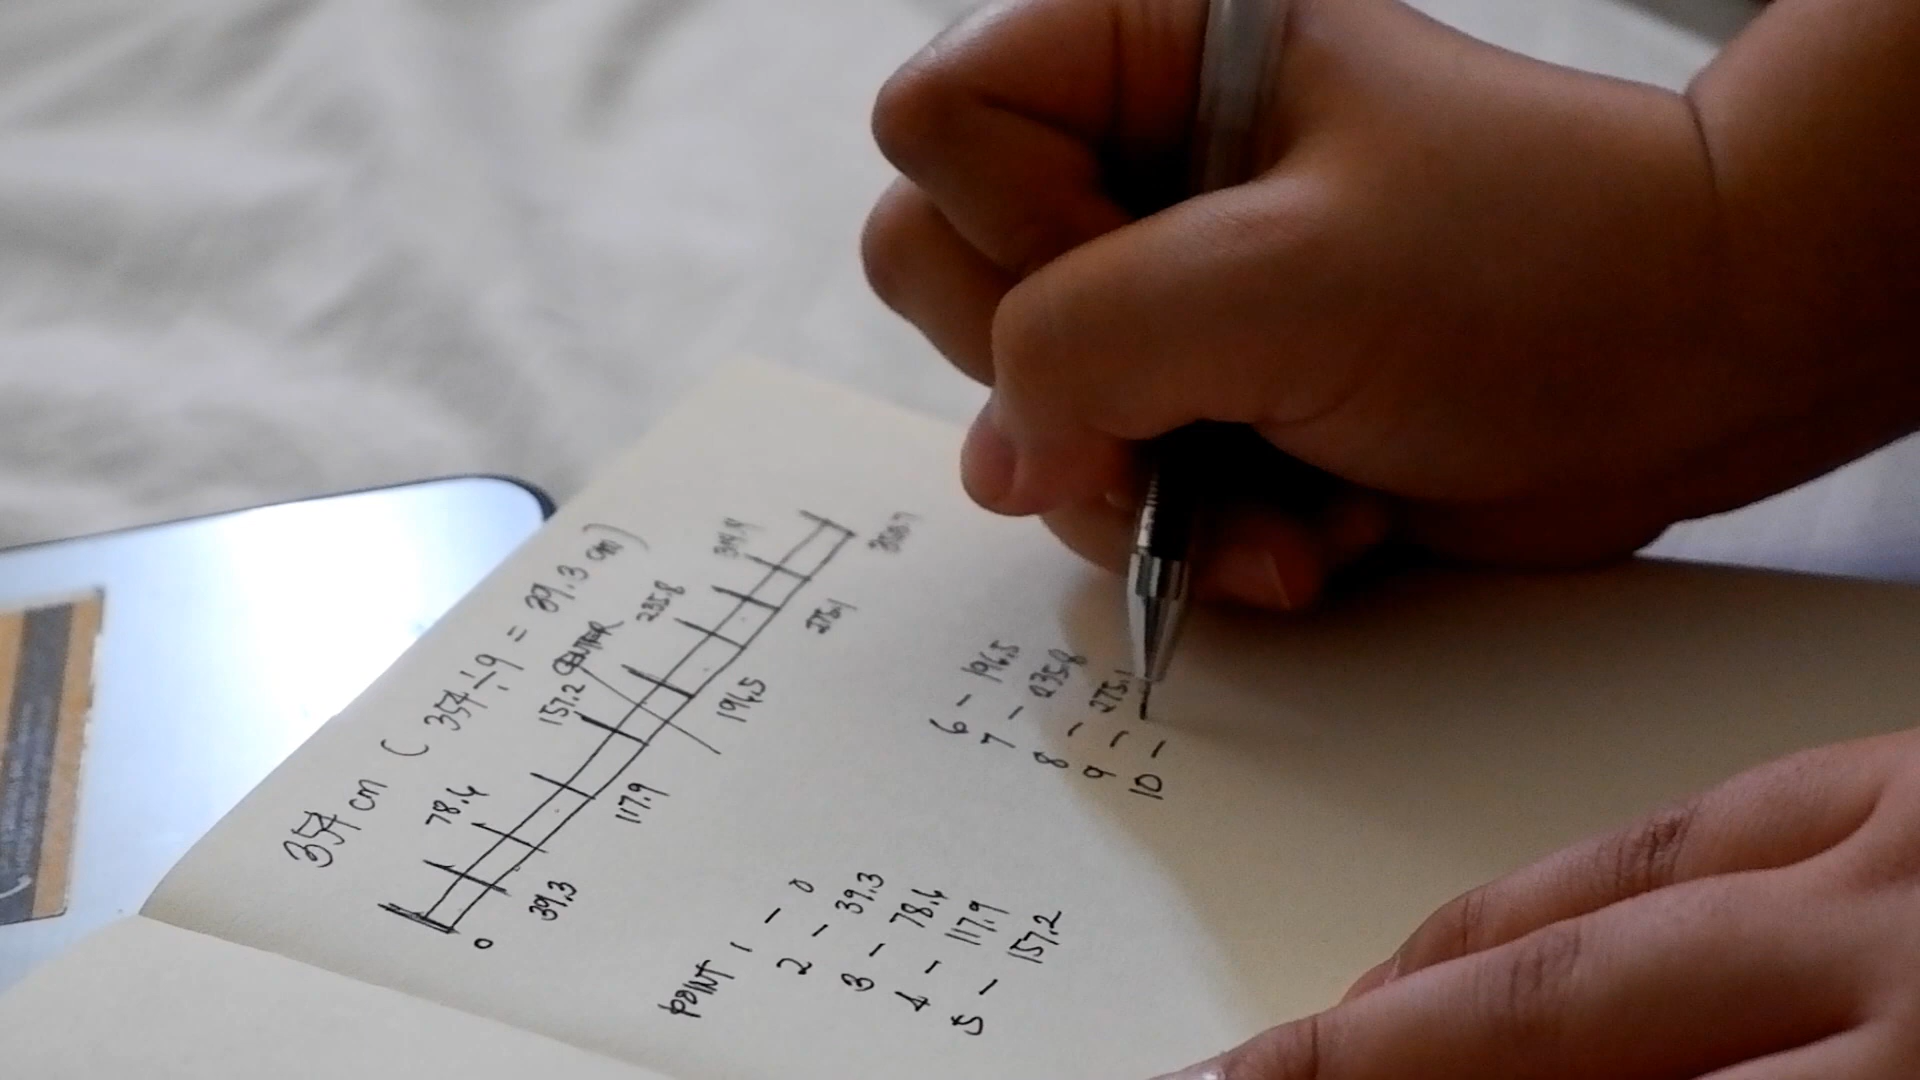 354 cm ( 354 ÷ 9 = 39.3 cm)
78.6
157.2
CENTER
235.8
314.4
0
39.3
117.9
196.5
275.1
POINT 1 - 0
2 - 39.3
3 - 78.6
4 - 117.9
5 - 157.2
6 - 196.5
7 - 235.8
8 - 275.1
9 -
10 -